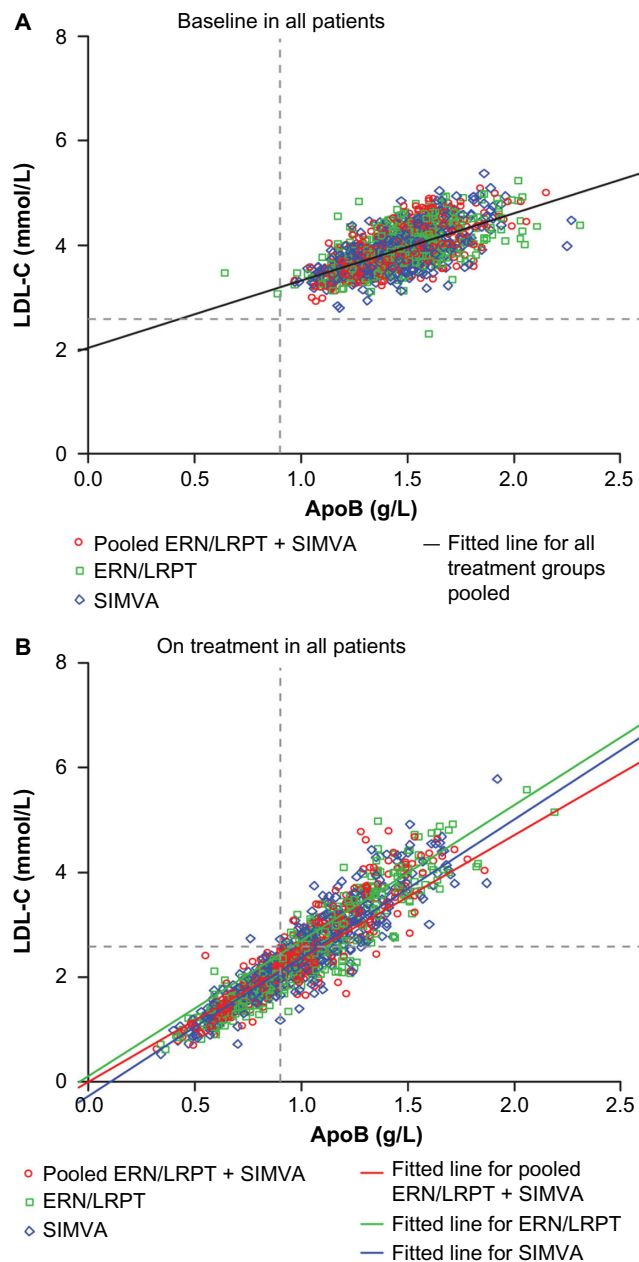 A
Baseline in all patients
8
6
4
2
0
LDL-C (mmol/L)
0.0 0.5 1.0 1.5 2.0 2.5
ApoB (g/L)
Pooled ERN/LRPT + SIMVA
ERN/LRPT
SIMVA
Fitted line for all
treatment groups
pooled
B
On treatment in all patients
8
6
4
2
0
LDL-C (mmol/L)
0.0 0.5 1.0 1.5 2.0 2.5
ApoB (g/L)
Pooled ERN/LRPT + SIMVA
ERN/LRPT
SIMVA
Fitted line for pooled
ERN/LRPT + SIMVA
Fitted line for ERN/LRPT
Fitted line for SIMVA